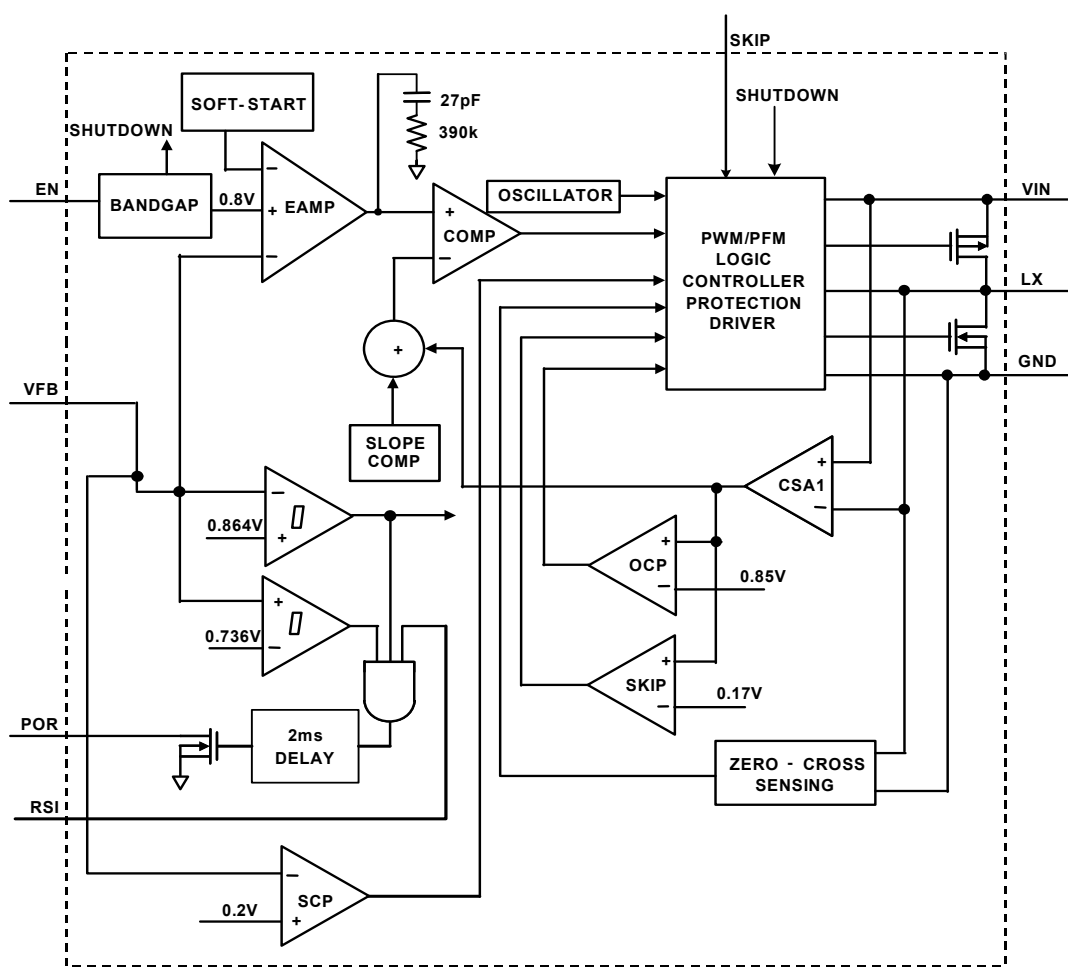 SKIP
SHUTDOWN
SOFT-START
27pF
390k
SHUTDOWN
EN
BANDGAP
0.8V
-
+
-
EAMP
+
-
COMP
OSCILLATOR
PWM/PFM
LOGIC
CONTROLLER
PROTECTION
DRIVER
VIN
LX
GND
+
VFB
SLOPE
COMP
+
-
CSA1
-
+
0.864V
+
-
OCP
0.85V
+
-
0.736V
+
-
SKIP
0.17V
POR
2ms
DELAY
ZERO - CROSS
SENSING
RSI
-
+
SCP
0.2V